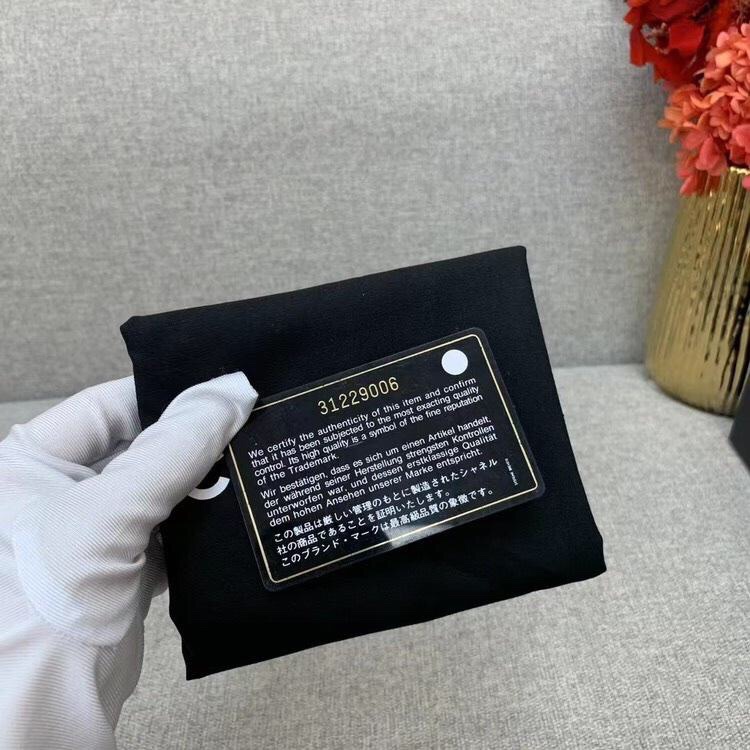 31229006
We certify the authenticity of this item and confirm
that it has been subjected to the most exacting quality
control. Its high quality is a symbol of the fine reputation
of the Trademark.
Wir bestätigen, dass es sich um einen Artikel handelt,
der während seiner Herstellung strengsten Kontrollen
unterworfen war, und dessen erstklassige Qualität
dem hohen Ansehen unserer Marke entspricht.
この製品は厳しい管理のもとに製造されたシャネル
社の商品であることを証明いたします。
このブランド・マークは最高級品質の象徴です。